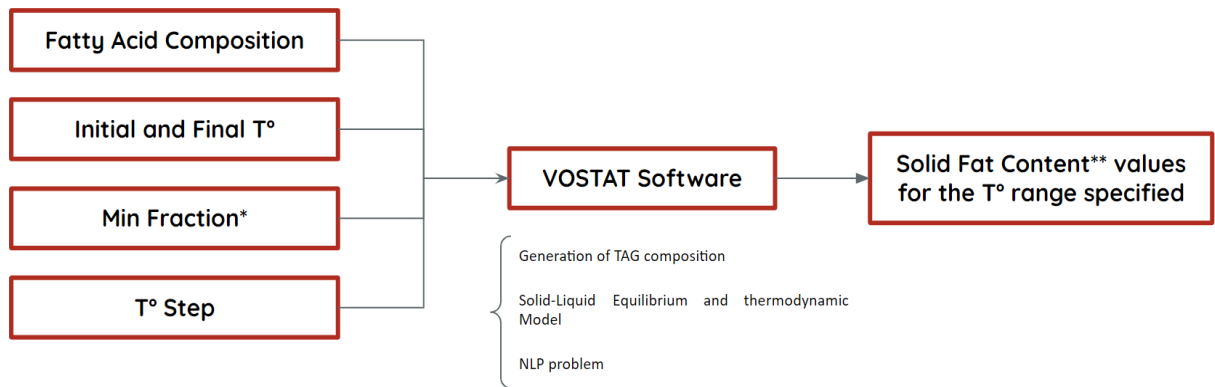 Fatty Acid Composition
Initial and Final T°
Min Fraction*
T° Step
VOSTAT Software
Generation of TAG composition
Solid-Liquid Equilibrium and thermodynamic
Model
NLP problem
Solid Fat Content** values
for the T° range specified